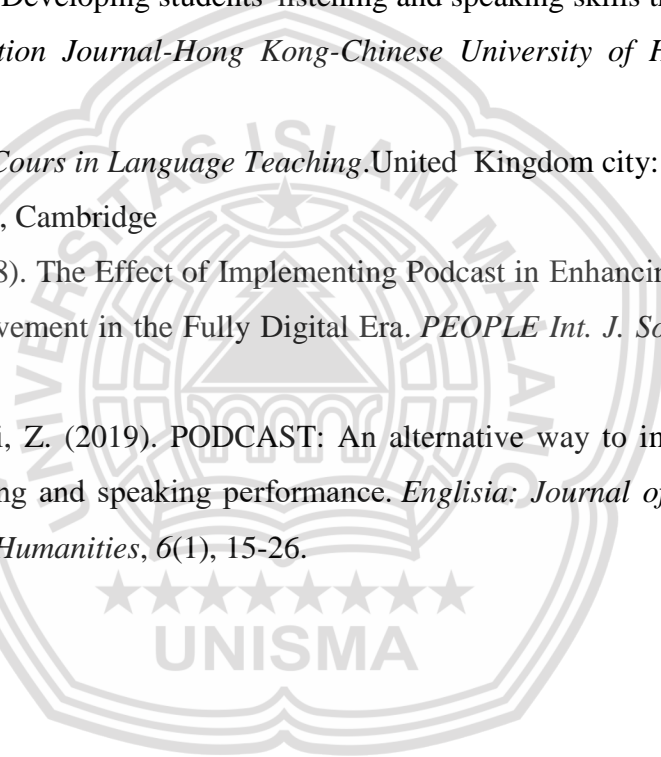 Developing students' listening and speaking skills t
tion Journal-Hong Kong-Chinese University of H
Cours in Language Teaching.United Kingdom city:
, Cambridge
8). The Effect of Implementing Podcast in Enhancin
vement in the Fully Digital Era. PEOPLE Int. J. So
i, Z. (2019). PODCAST: An alternative way to in
ng and speaking performance. Englisia: Journal of
Humanities, 6(1), 15-26.
UNIVERSITAS ISLAM MALANG
UNISMA